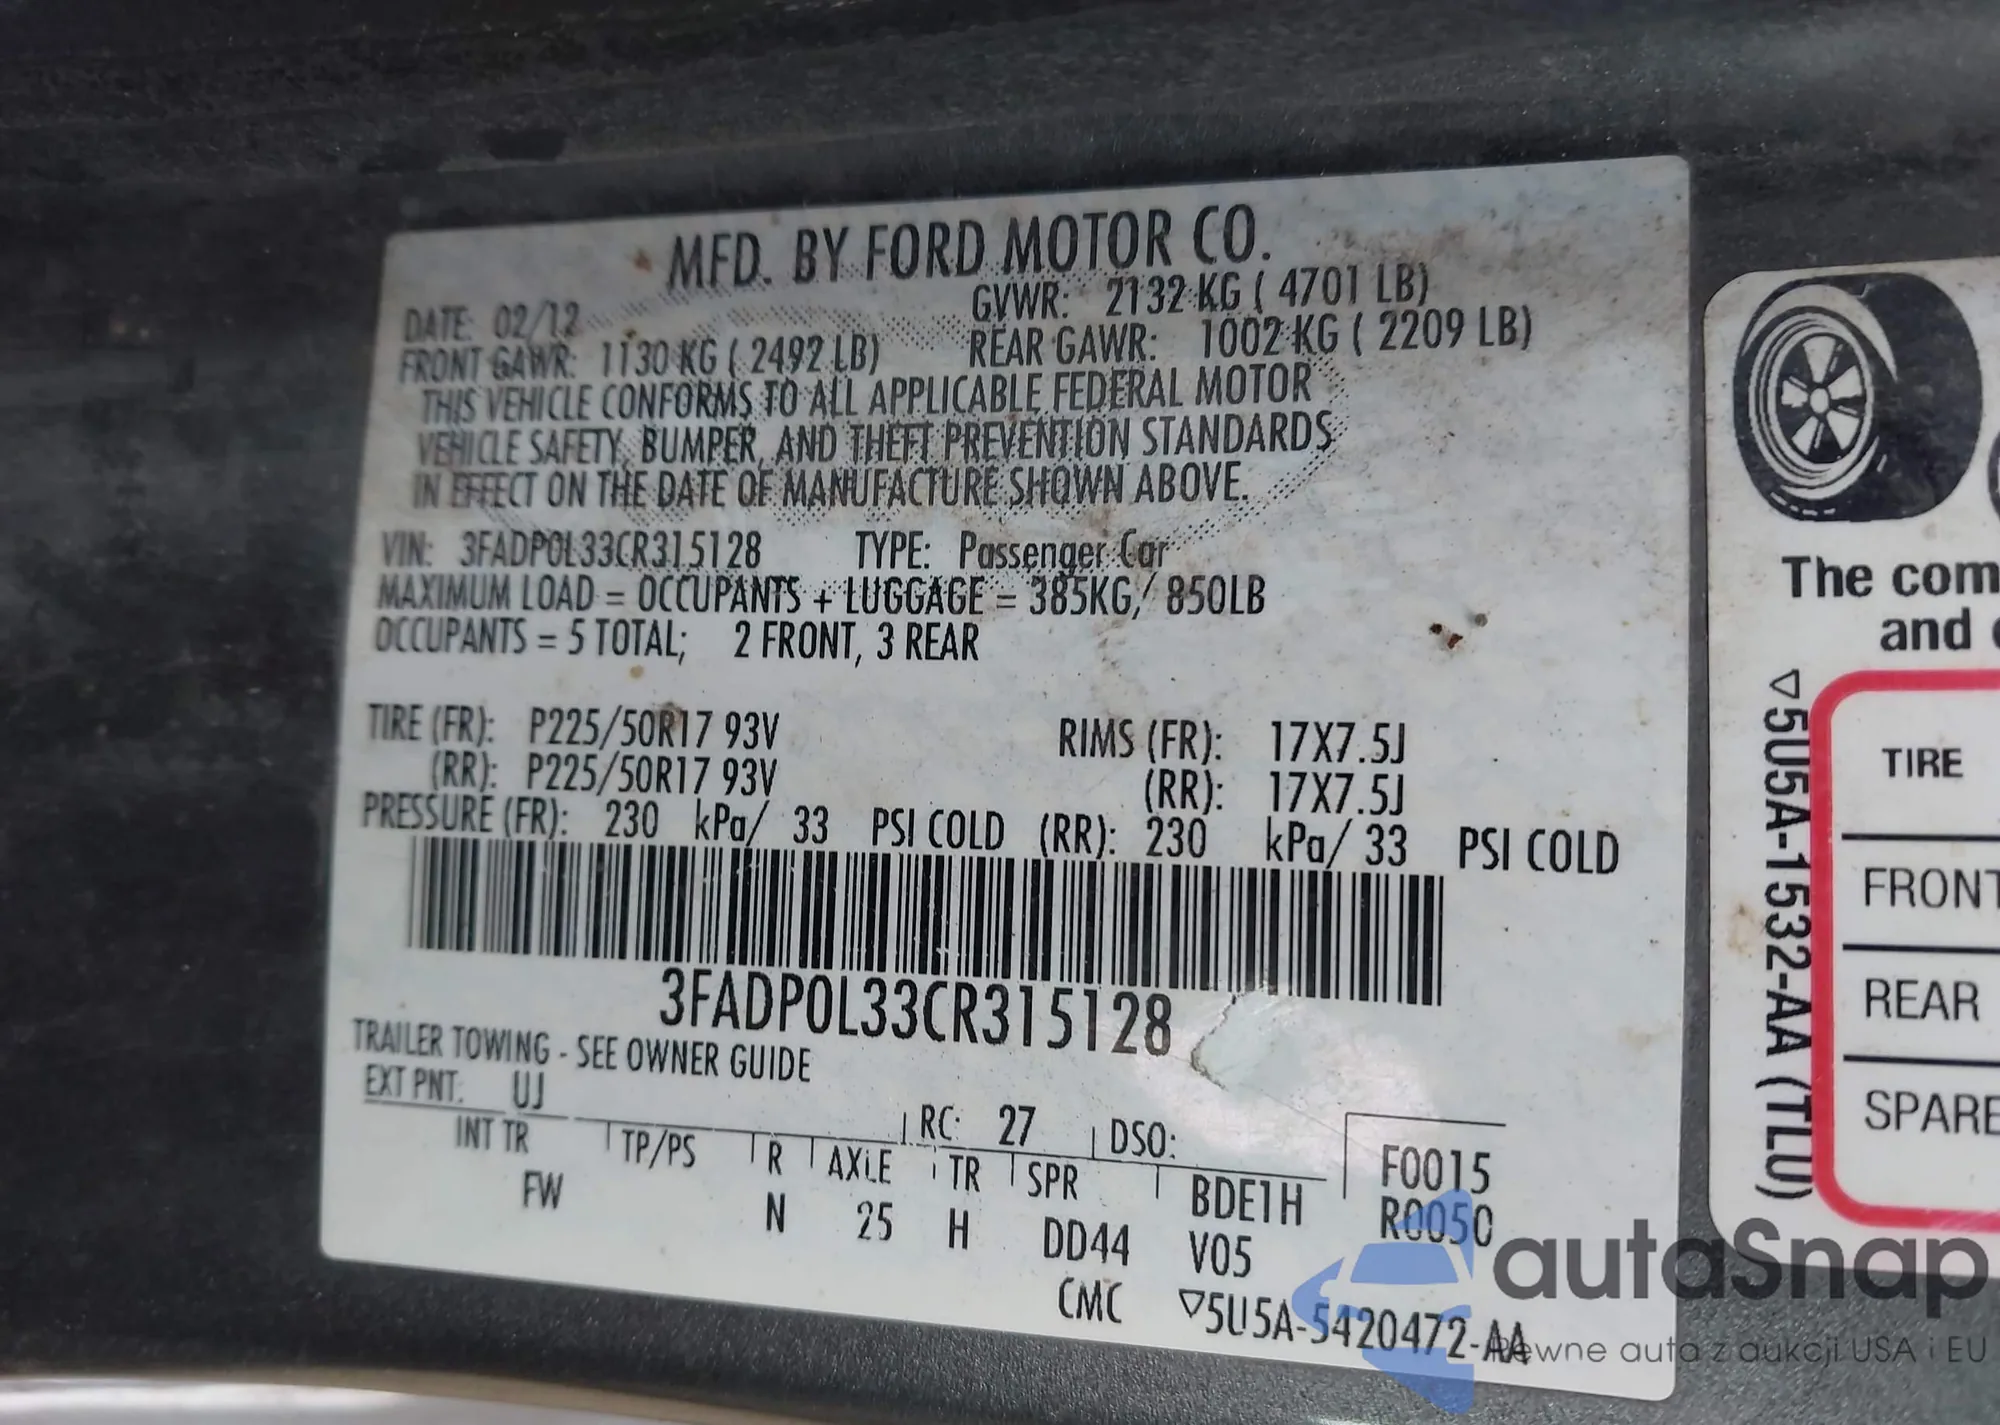 MFD. BY FORD MOTOR CO.
DATE: 02/12 GVWR: 2132 KG ( 4701 LB)
FRONT GAWR: 1130 KG ( 2492 LB) REAR GAWR: 1002 KG ( 2209 LB)
THIS VEHICLE CONFORMS TO ALL APPLICABLE FEDERAL MOTOR
VEHICLE SAFETY, BUMPER, AND THEFT PREVENTION STANDARDS
IN EFFECT ON THE DATE OF MANUFACTURE SHOWN ABOVE.
VIN: 3FADP0L33CR315128 TYPE: Passenger Car
MAXIMUM LOAD = OCCUPANTS + LUGGAGE = 385KG/ 850LB
OCCUPANTS = 5 TOTAL; 2 FRONT, 3 REAR
TIRE (FR): P225/50R17 93V RIMS (FR): 17X7.5J
(RR): P225/50R17 93V (RR): 17X7.5J
PRESSURE (FR): 230 kPa/ 33 PSI COLD (RR): 230 kPa/ 33 PSI COLD
3FADP0L33CR315128
TRAILER TOWING - SEE OWNER GUIDE
EXT PNT: UJ RC: 27 DSO:
INT TR TP/PS R AXLE TR SPR BDE1H F0015
FW N 25 H DD44 V05 R0050
CMC ▽5U5A-5420472-AA
The com
and
▽5U5A-1532-AA (TLU)
TIRE
FRONT
REAR
SPARE
autaSnap
Pewne auta z aukcji USA i EU